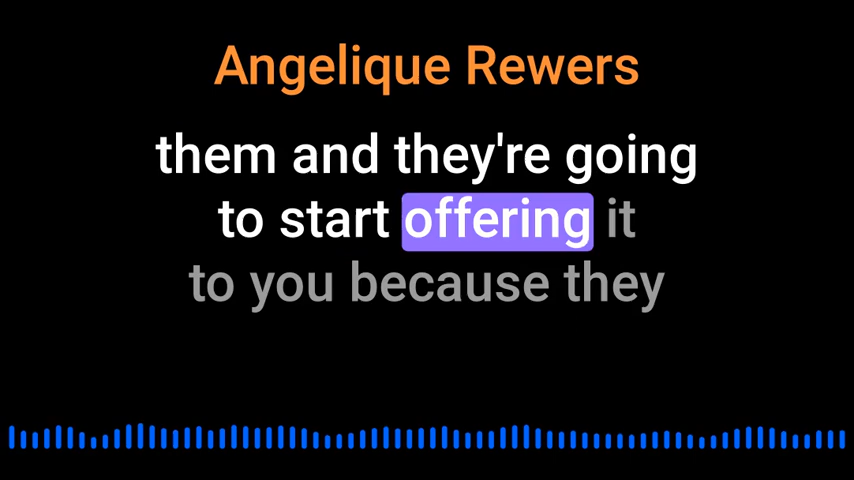 Angelique Rewers
them and they're going
to start offering it
to you because they